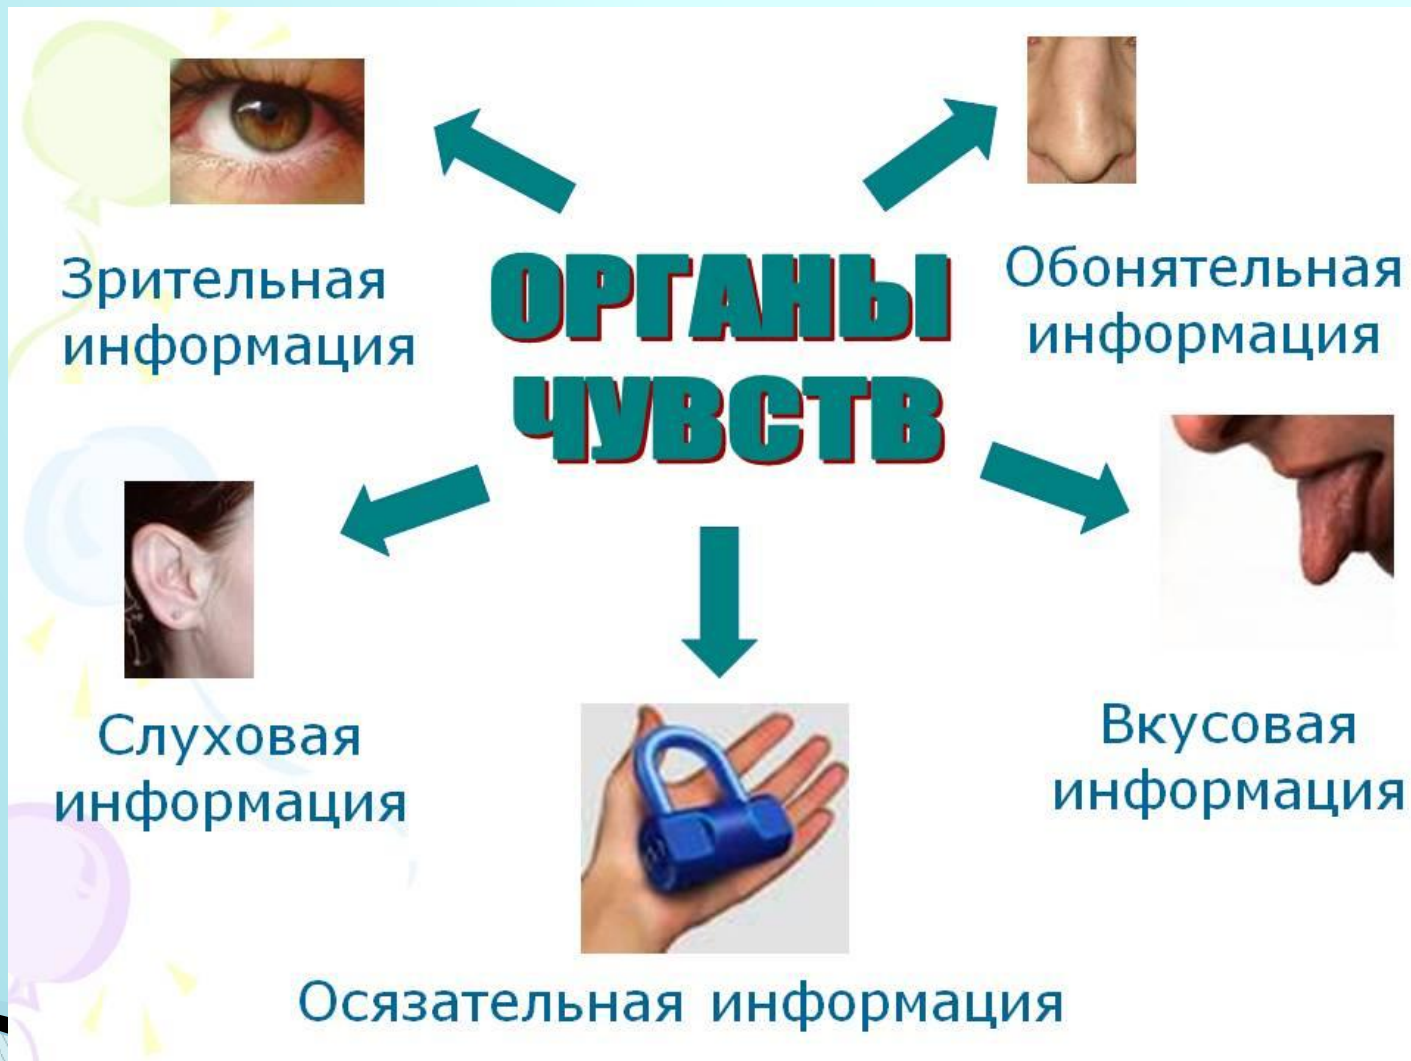 ОРГАНЫ
ЧУВСТВ
Зрительная
информация
Обонятельная
информация
Слуховая
информация
Вкусовая
информация
Осязательная информация